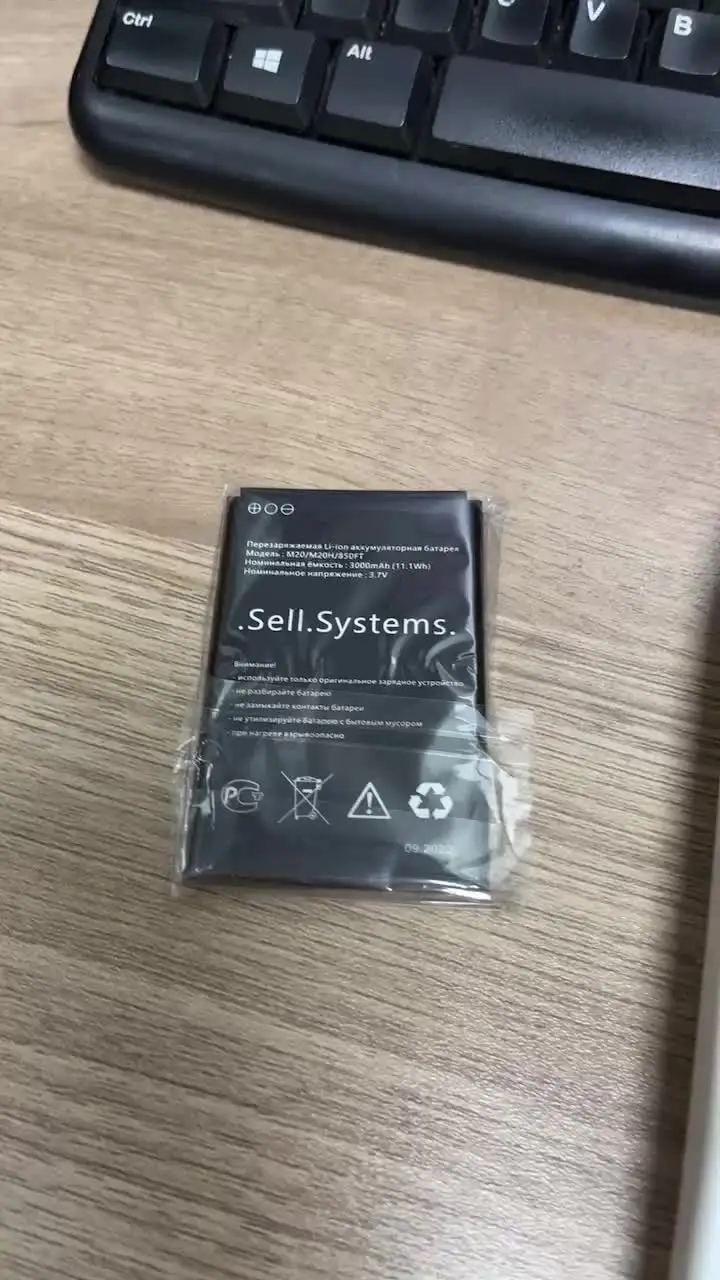 Ctrl
Alt
C
V
B
Перезаряжаемая Li-ion аккумуляторная батарея
Модель : M20/M20H/850FT
Номинальная ёмкость : 3000mAh (11.1Wh)
Номинальное напряжение : 3.7V
.Sell.Systems.
Внимание!
- используйте только оригинальное зарядное устройство
- не разбирайте батарею
- не замыкайте контакты батареи
- не утилизируйте батарею с бытовым мусором
- при нагреве взрывоопасно
РСТ